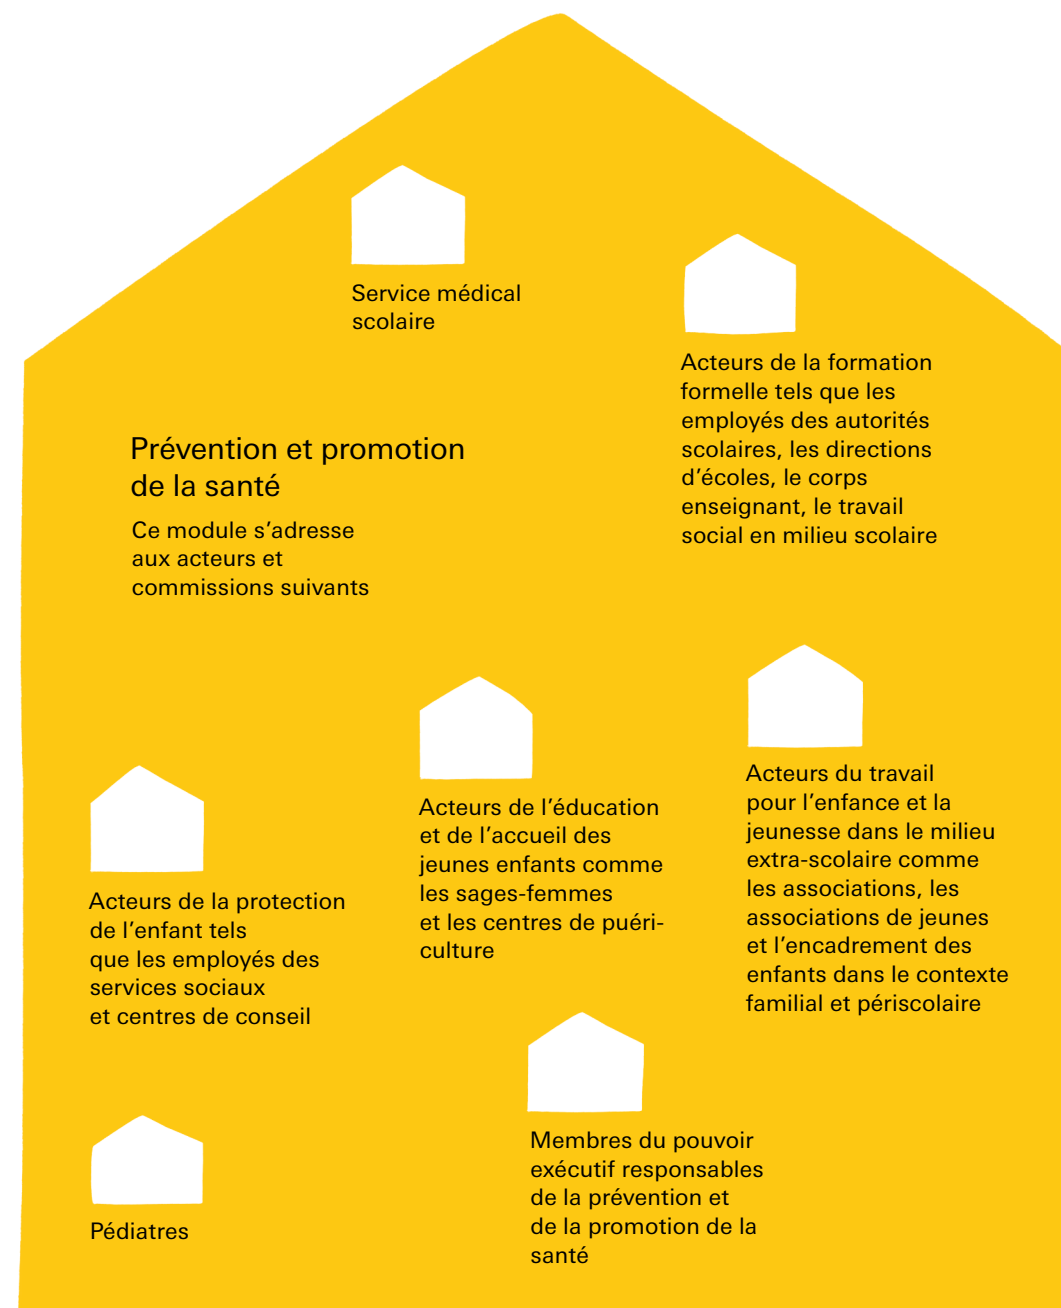 Service médical
scolaire
Acteurs de la formation
formelle tels que les
employés des autorités
scolaires, les directions
d’écoles, le corps
enseignant, le travail
social en milieu scolaire
Prévention et promotion
de la santé
Ce module s’adresse
aux acteurs et
commissions suivants
Acteurs de la protection
de l’enfant tels
que les employés des
services sociaux
et centres de conseil
Acteurs de l’éducation
et de l’accueil des
jeunes enfants comme
les sages-femmes
et les centres de puéri-
culture
Acteurs du travail
pour l’enfance et la
jeunesse dans le milieu
extra-scolaire comme
les associations, les
associations de jeunes
et l’encadrement des
enfants dans le contexte
familial et périscolaire
Pédiatres
Membres du pouvoir
exécutif responsables
de la prévention et
de la promotion de la
santé